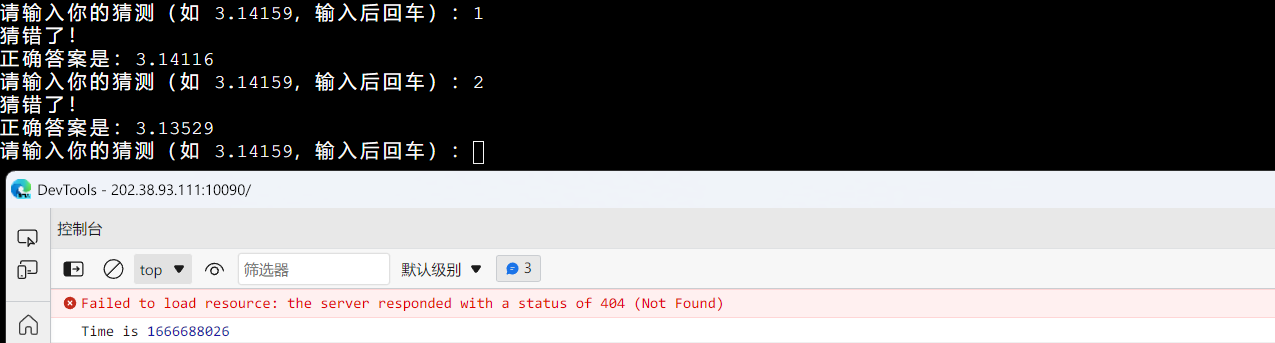 请输入你的猜测（如 3.14159，输入后回车）: 1
猜错了！
正确答案是: 3.14116
请输入你的猜测（如 3.14159，输入后回车）: 2
猜错了！
正确答案是: 3.13529
请输入你的猜测（如 3.14159，输入后回车）:
DevTools - 202.38.93.111:10090/
控制台
top 筛选器 默认级别 3
Failed to load resource: the server responded with a status of 404 (Not Found)
Time is 1666688026